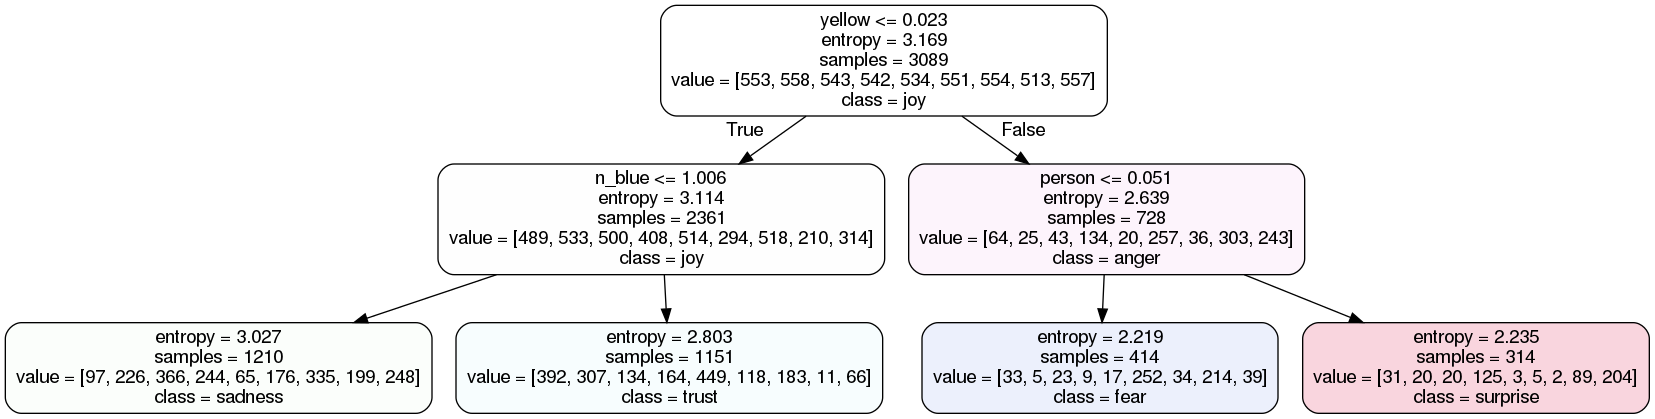 yellow <= 0.023
entropy = 3.169
samples = 3089
value = [553, 558, 543, 542, 534, 551, 554, 513, 557]
class = joy
True
False
n_blue <= 1.006
entropy = 3.114
samples = 2361
value = [489, 533, 500, 408, 514, 294, 518, 210, 314]
class = joy
person <= 0.051
entropy = 2.639
samples = 728
value = [64, 25, 43, 134, 20, 257, 36, 303, 243]
class = anger
entropy = 3.027
samples = 1210
value = [97, 226, 366, 244, 65, 176, 335, 199, 248]
class = sadness
entropy = 2.803
samples = 1151
value = [392, 307, 134, 164, 449, 118, 183, 11, 66]
class = trust
entropy = 2.219
samples = 414
value = [33, 5, 23, 9, 17, 252, 34, 214, 39]
class = fear
entropy = 2.235
samples = 314
value = [31, 20, 20, 125, 3, 5, 2, 89, 204]
class = surprise